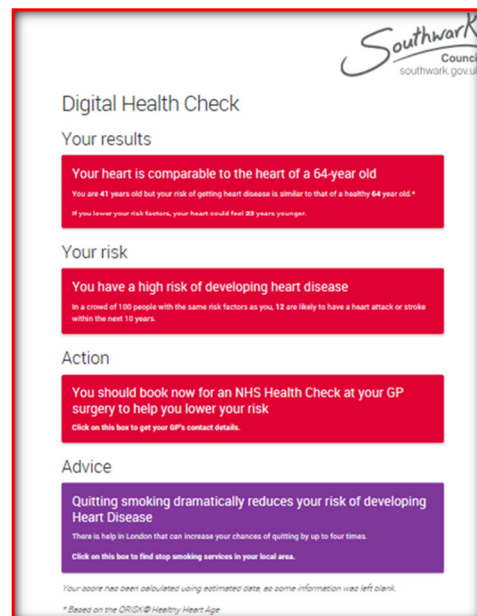 Southwark
Council
southwark.gov.uk
Digital Health Check
Your results
Your heart is comparable to the heart of a 64-year old
You are 41 years old but your risk of getting heart disease is similar to that of a healthy 64 year old.*
If you lower your risk factors, your heart could feel 23 years younger.
Your risk
You have a high risk of developing heart disease
In a crowd of 100 people with the same risk factors as you, 12 are likely to have a heart attack or stroke
within the next 10 years.
Action
You should book now for an NHS Health Check at your GP
surgery to help you lower your risk
Click on this box to get your GP's contact details.
Advice
Quitting smoking dramatically reduces your risk of developing
Heart Disease
There is help in London that can increase your chances of quitting by up to four times.
Click on this box to find stop smoking services in your local area.
Your score has been calculated using estimated data, as some information was left blank.
* Based on the QRISK® Healthy Heart Age